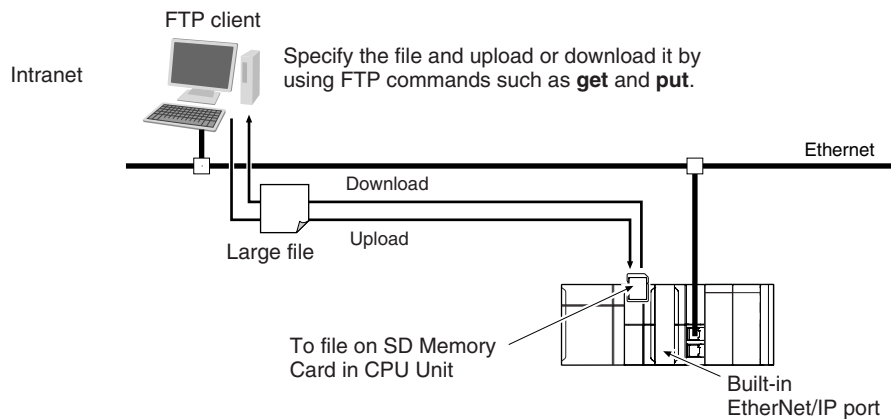 FTP client
Specify the file and upload or download it by
using FTP commands such as get and put.
Intranet
Ethernet
Download
Upload
Large file
To file on SD Memory
Card in CPU Unit
Built-in
EtherNet/IP port